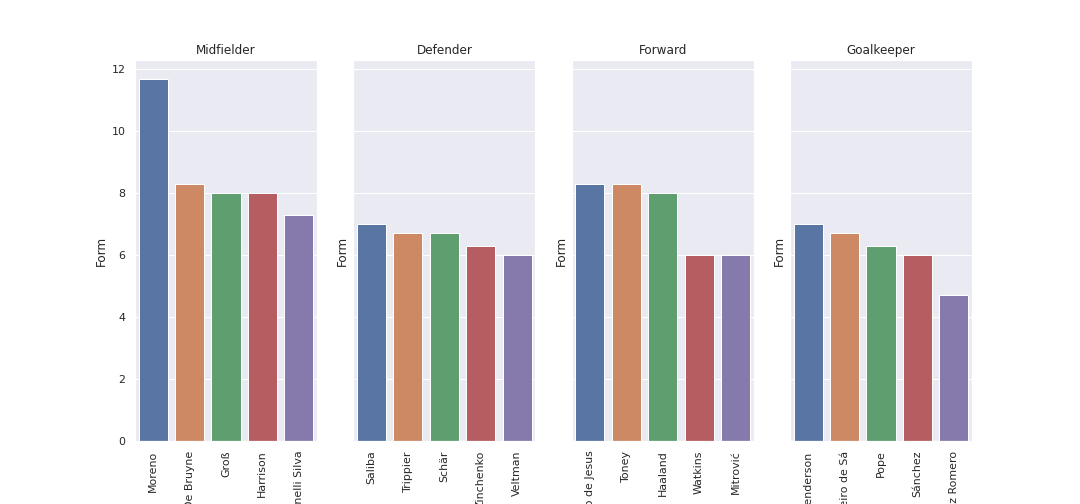 Midfielder
Defender
Forward
Goalkeeper
12
10
8
6
4
2
0
Form
Form
Form
Form
Moreno
De Bruyne
Groß
Harrison
nelli Silva
Saliba
Trippier
Schär
Zinchenko
Veltman
o de Jesus
Toney
Haaland
Watkins
Mitrović
enderson
eiro de Sá
Pope
Sánchez
z Romero